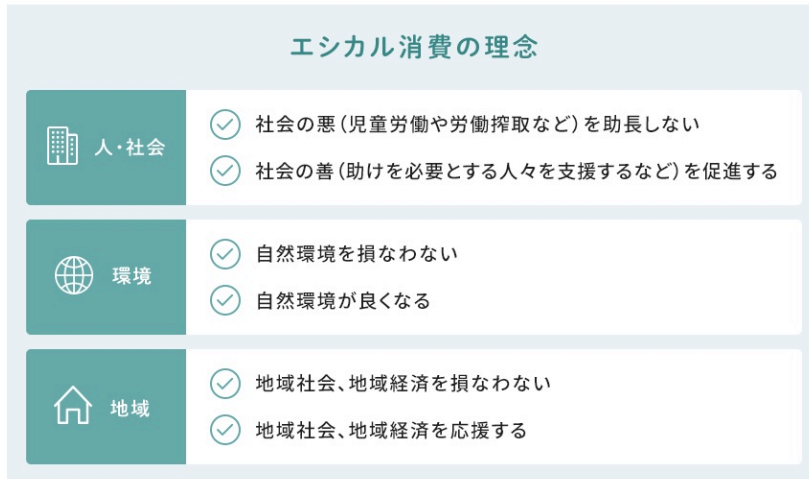 エシカル消費の理念
人・社会
社会の悪（児童労働や労働搾取など）を助長しない
社会の善（助けを必要とする人々を支援するなど）を促進する
環境
自然環境を損なわない
自然環境が良くなる
地域
地域社会、地域経済を損なわない
地域社会、地域経済を応援する